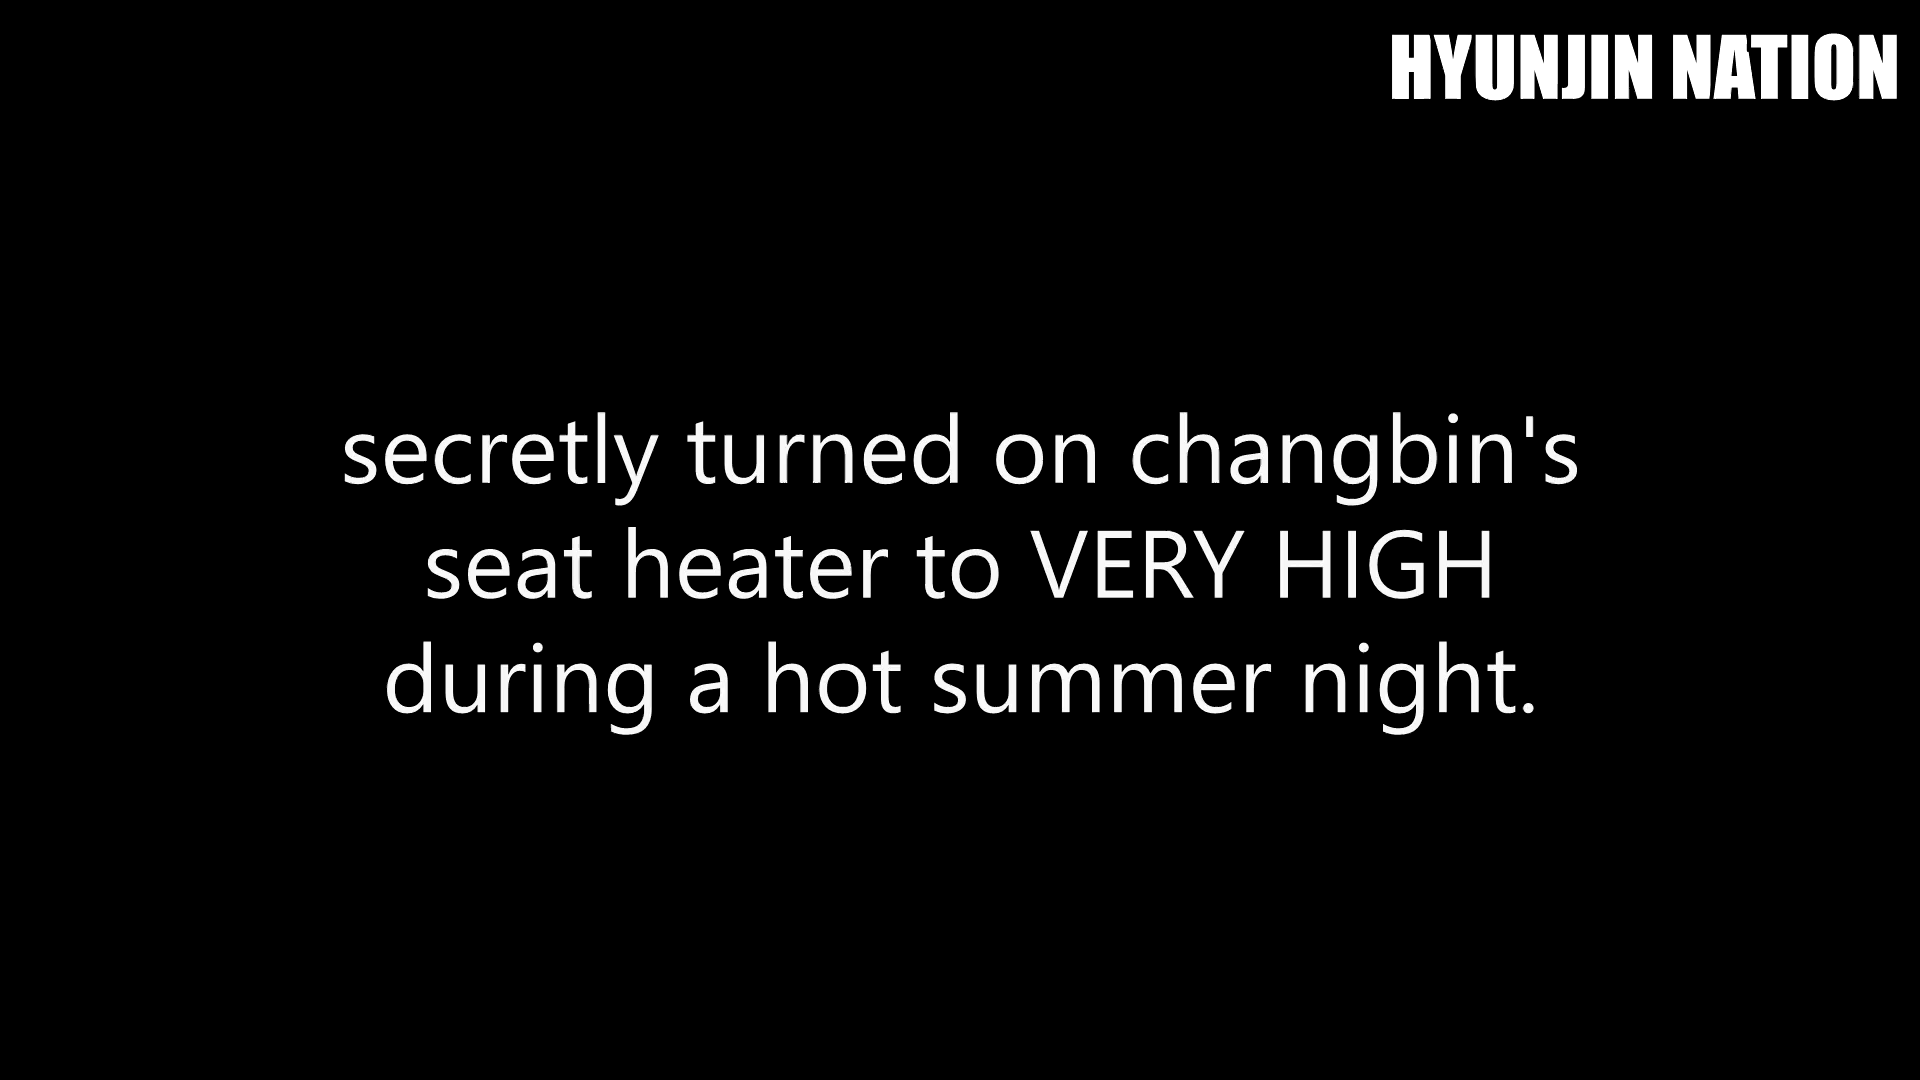 HYUNJIN NATION
secretly turned on changbin's
seat heater to VERY HIGH
during a hot summer night.